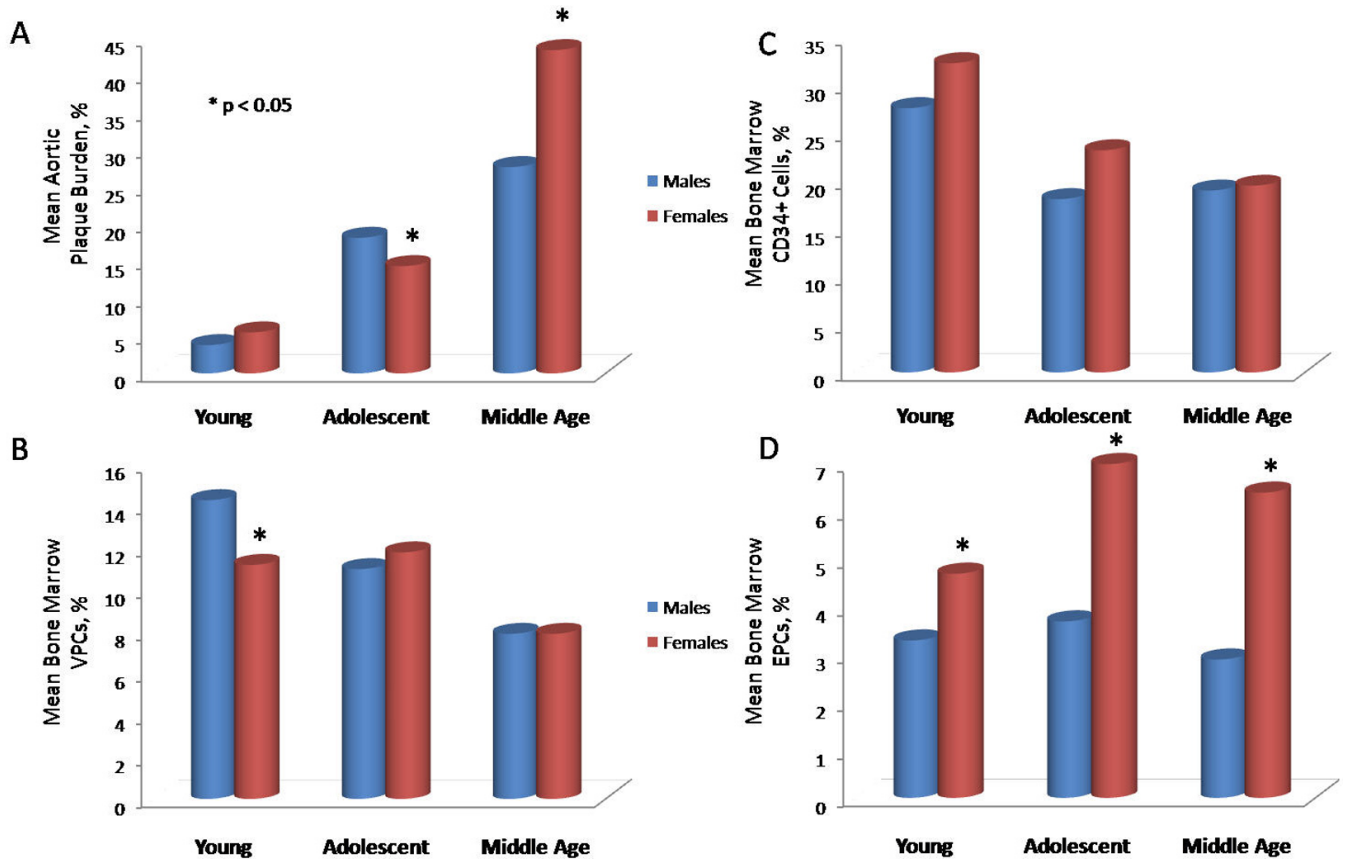 A
Mean Aortic
Plaque Burden, %
45
40
35
30
25
20
15
10
5
0
* p < 0.05
*
*
Young
Adolescent
Middle Age
Males
Females
C
Mean Bone Marrow
CD34+ Cells, %
35
30
25
20
15
10
5
0
Young
Adolescent
Middle Age
B
Mean Bone Marrow
VPCs, %
16
14
12
10
8
6
4
2
0
*
Young
Adolescent
Middle Age
Males
Females
D
Mean Bone Marrow
EPCs, %
7
6
5
4
3
2
1
0
*
*
*
Young
Adolescent
Middle Age